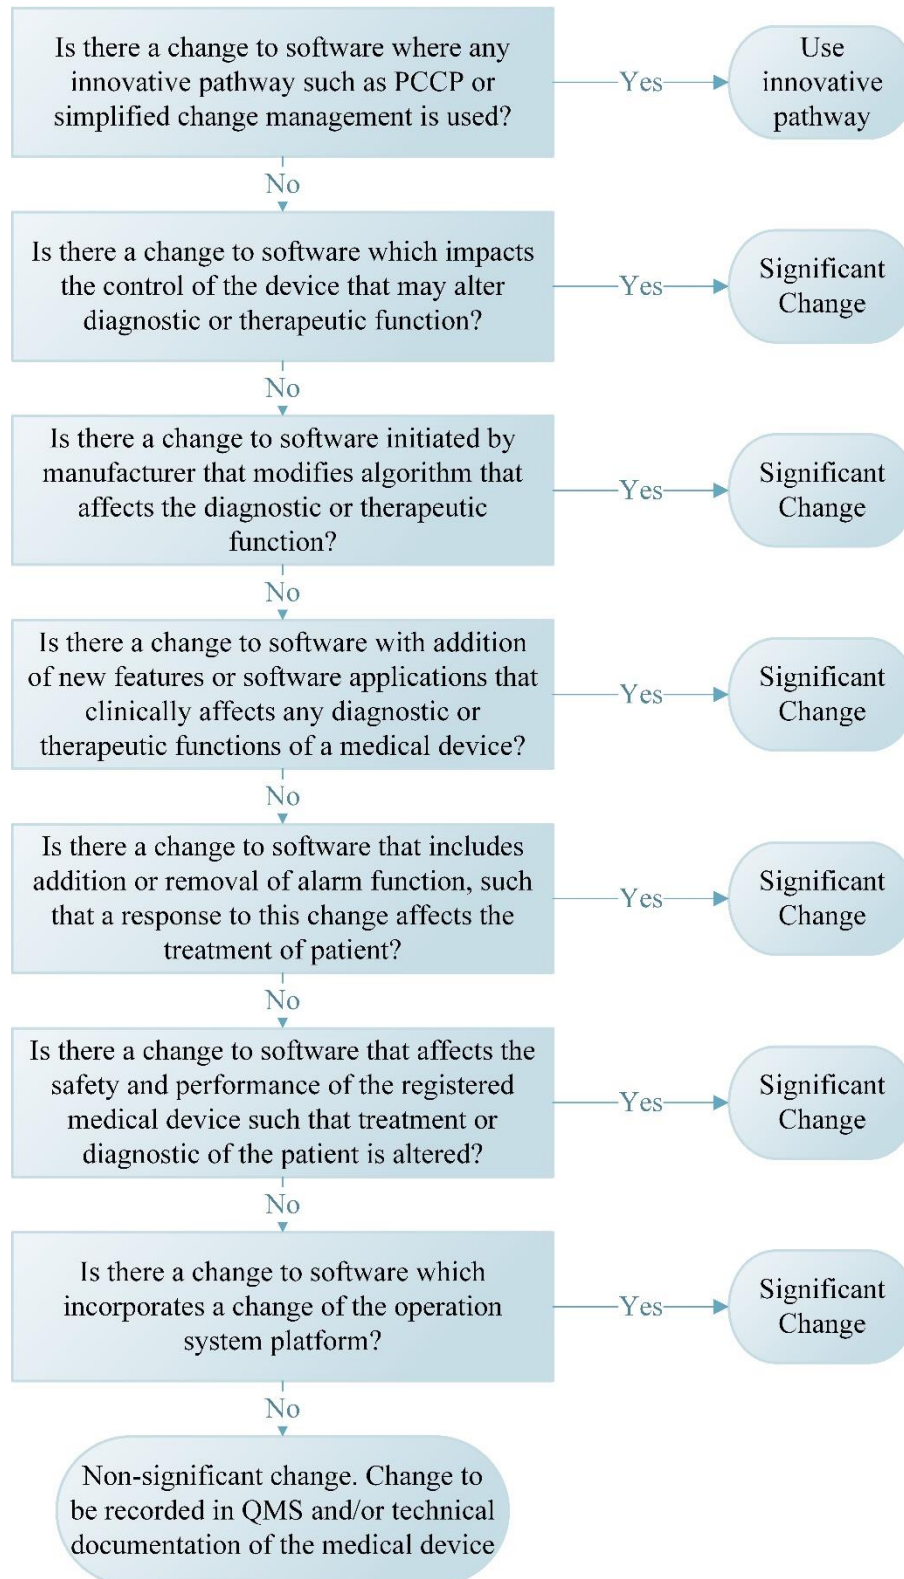 Is there a change to software where any
innovative pathway such as PCCP or
simplified change management is used?
Yes
Use
innovative
pathway
No
Is there a change to software which impacts
the control of the device that may alter
diagnostic or therapeutic function?
Yes
Significant
Change
No
Is there a change to software initiated by
manufacturer that modifies algorithm that
affects the diagnostic or therapeutic
function?
Yes
Significant
Change
No
Is there a change to software with addition
of new features or software applications that
clinically affects any diagnostic or
therapeutic functions of a medical device?
Yes
Significant
Change
No
Is there a change to software that includes
addition or removal of alarm function, such
that a response to this change affects the
treatment of patient?
Yes
Significant
Change
No
Is there a change to software that affects the
safety and performance of the registered
medical device such that treatment or
diagnostic of the patient is altered?
Yes
Significant
Change
No
Is there a change to software which
incorporates a change of the operation
system platform?
Yes
Significant
Change
No
Non-significant change. Change to
be recorded in QMS and/or technical
documentation of the medical device